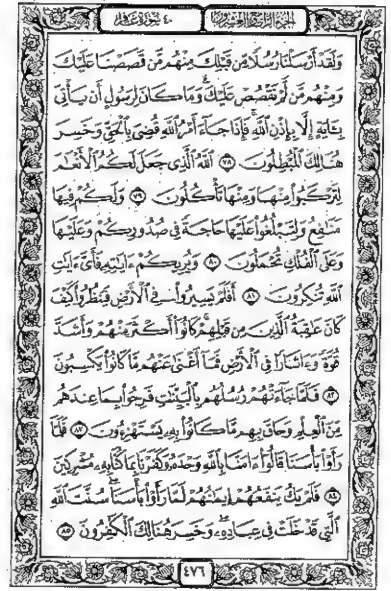 الجزء الرابع والعشرون ٤٠ سورة غافر
وَلَقَدْ أَرْسَلْنَا رُسُلًا مِّن قَبْلِكَ مِنْهُم مَّن قَصَصْنَا عَلَيْكَ
وَمِنْهُم مَّن لَّمْ نَقْصُصْ عَلَيْكَ ۗ وَمَا كَانَ لِرَسُولٍ أَن يَأْتِىَ
بِـَٔايَةٍ إِلَّا بِإِذْنِ ٱللَّهِ ۚ فَإِذَا جَآءَ أَمْرُ ٱللَّهِ قُضِىَ بِٱلْحَقِّ وَخَسِرَ
هُنَالِكَ ٱلْمُبْطِلُونَ ٧٨ ٱللَّهُ ٱلَّذِى جَعَلَ لَكُمُ ٱلْأَنْعَٰمَ
لِتَرْكَبُوا۟ مِنْهَا وَمِنْهَا تَأْكُلُونَ ٧٩ وَلَكُمْ فِيهَا
مَنَٰفِعُ وَلِتَبْلُغُوا۟ عَلَيْهَا حَاجَةً فِى صُدُورِكُمْ وَعَلَيْهَا
وَعَلَى ٱلْفُلْكِ تُحْمَلُونَ ٨٠ وَيُرِيكُمْ ءَايَٰتِهِۦ فَأَىَّ ءَايَٰتِ
ٱللَّهِ تُنكِرُونَ ٨١ أَفَلَمْ يَسِيرُوا۟ فِى ٱلْأَرْضِ فَيَنظُرُوا۟ كَيْفَ
كَانَ عَٰقِبَةُ ٱلَّذِينَ مِن قَبْلِهِمْ ۚ كَانُوٓا۟ أَكْثَرَ مِنْهُمْ وَأَشَدَّ
قُوَّةً وَءَاثَارًا فِى ٱلْأَرْضِ فَمَآ أَغْنَىٰ عَنْهُم مَّا كَانُوا۟ يَكْسِبُونَ
٨٢ فَلَمَّا جَآءَتْهُمْ رُسُلُهُم بِٱلْبَيِّنَٰتِ فَرِحُوا۟ بِمَا عِندَهُم
مِّنَ ٱلْعِلْمِ وَحَاقَ بِهِم مَّا كَانُوا۟ بِهِۦ يَسْتَهْزِءُونَ ٨٣ فَلَمَّا
رَأَوْا۟ بَأْسَنَا قَالُوٓا۟ ءَامَنَّا بِٱللَّهِ وَحْدَهُۥ وَكَفَرْنَا بِمَا كُنَّا بِهِۦ مُشْرِكِينَ
٨٤ فَلَمْ يَكُ يَنفَعُهُمْ إِيمَٰنُهُمْ لَمَّا رَأَوْا۟ بَأْسَنَا ۖ سُنَّتَ ٱللَّهِ
ٱلَّتِى قَدْ خَلَتْ فِى عِبَادِهِۦ ۖ وَخَسِرَ هُنَالِكَ ٱلْكَٰفِرُونَ ٨٥
٤٧٦